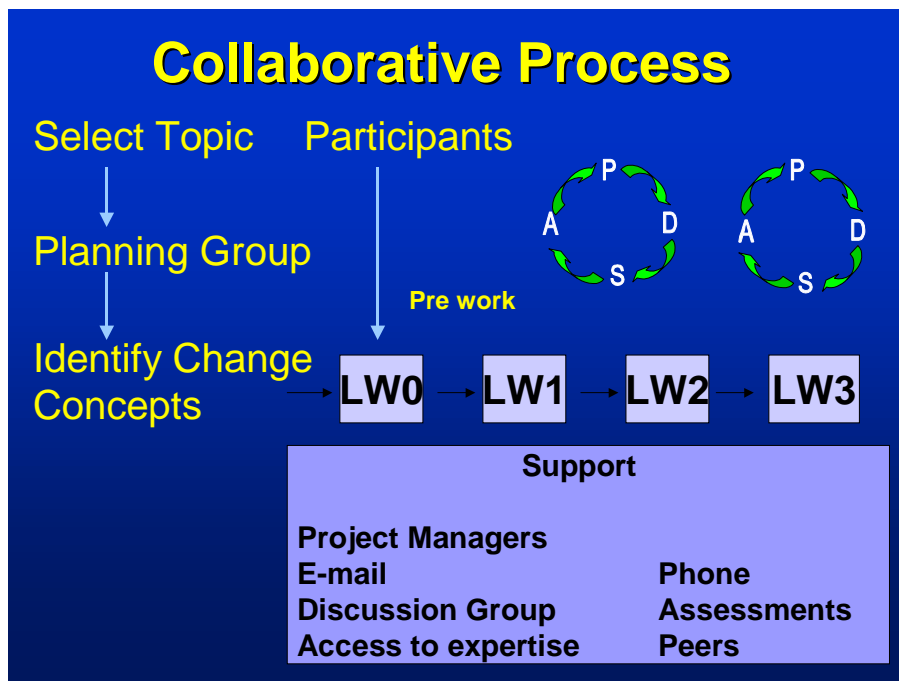 Collaborative Process
Select Topic
Participants
P
A
D
S
P
A
D
S
Planning Group
Pre work
Identify Change
Concepts
LW0
LW1
LW2
LW3
Support
Project Managers
E-mail
Phone
Discussion Group
Assessments
Access to expertise
Peers